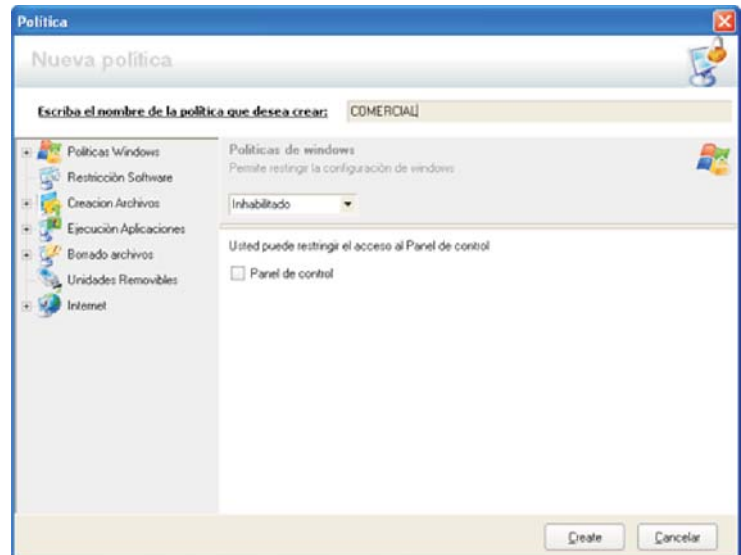 Política
Nueva política
Escriba el nombre de la política que desea crear:
COMERCIAL
Políticas Windows
Restricción Software
Creacion Archivos
Ejecución Aplicaciones
Borrado archivos
Unidades Removibles
Internet
Políticas de windows
Permite restingir la configuración de windows
Inhabilitado
Usted puede restringir el acceso al Panel de control
Panel de control
Create
Cancelar